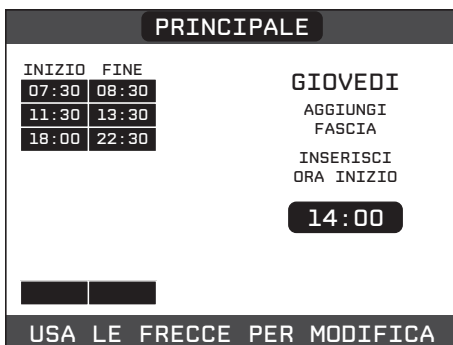 PRINCIPALE
INIZIO FINE
07:30 08:30
11:30 13:30
18:00 22:30
GIOVEDI
AGGIUNGI
FASCIA
INSERISCI
ORA INIZIO
14:00
USA LE FRECCE PER MODIFICA